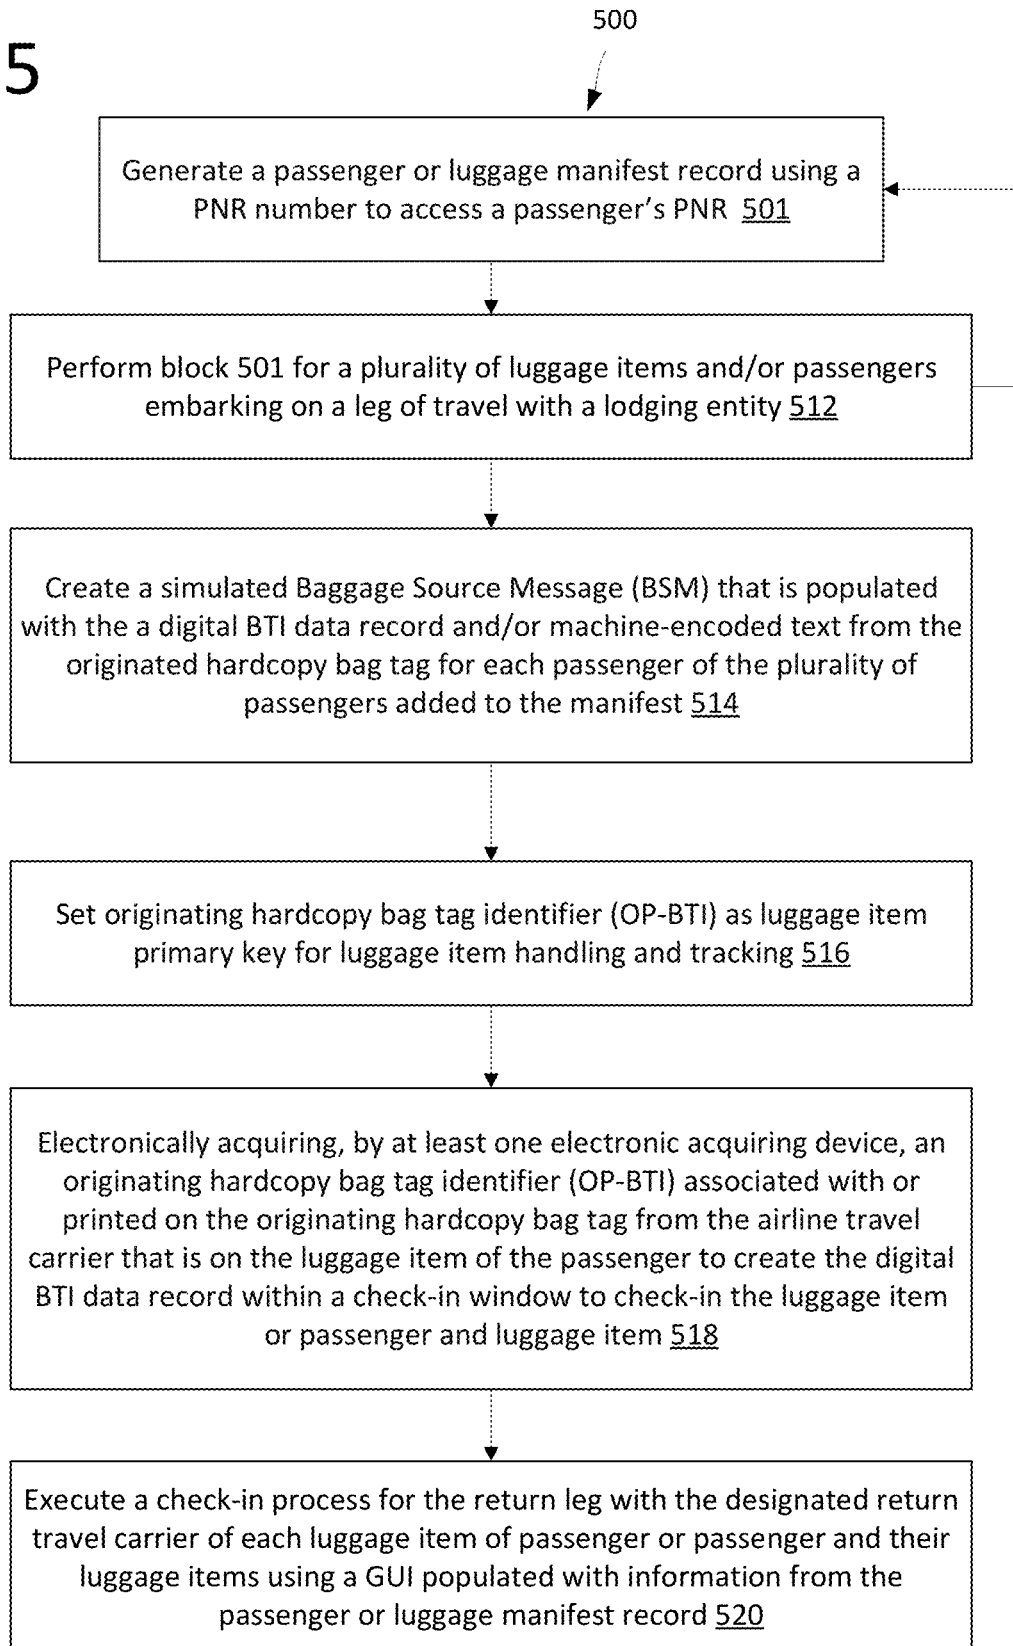 500
5
Generate a passenger or luggage manifest record using a
PNR number to access a passenger's PNR 501
Perform block 501 for a plurality of luggage items and/or passengers
embarking on a leg of travel with a lodging entity 512
Create a simulated Baggage Source Message (BSM) that is populated
with the a digital BTI data record and/or machine-encoded text from the
originated hardcopy bag tag for each passenger of the plurality of
passengers added to the manifest 514
Set originating hardcopy bag tag identifier (OP-BTI) as luggage item
primary key for luggage item handling and tracking 516
Electronically acquiring, by at least one electronic acquiring device, an
originating hardcopy bag tag identifier (OP-BTI) associated with or
printed on the originating hardcopy bag tag from the airline travel
carrier that is on the luggage item of the passenger to create the digital
BTI data record within a check-in window to check-in the luggage item
or passenger and luggage item 518
Execute a check-in process for the return leg with the designated return
travel carrier of each luggage item of passenger or passenger and their
luggage items using a GUI populated with information from the
passenger or luggage manifest record 520